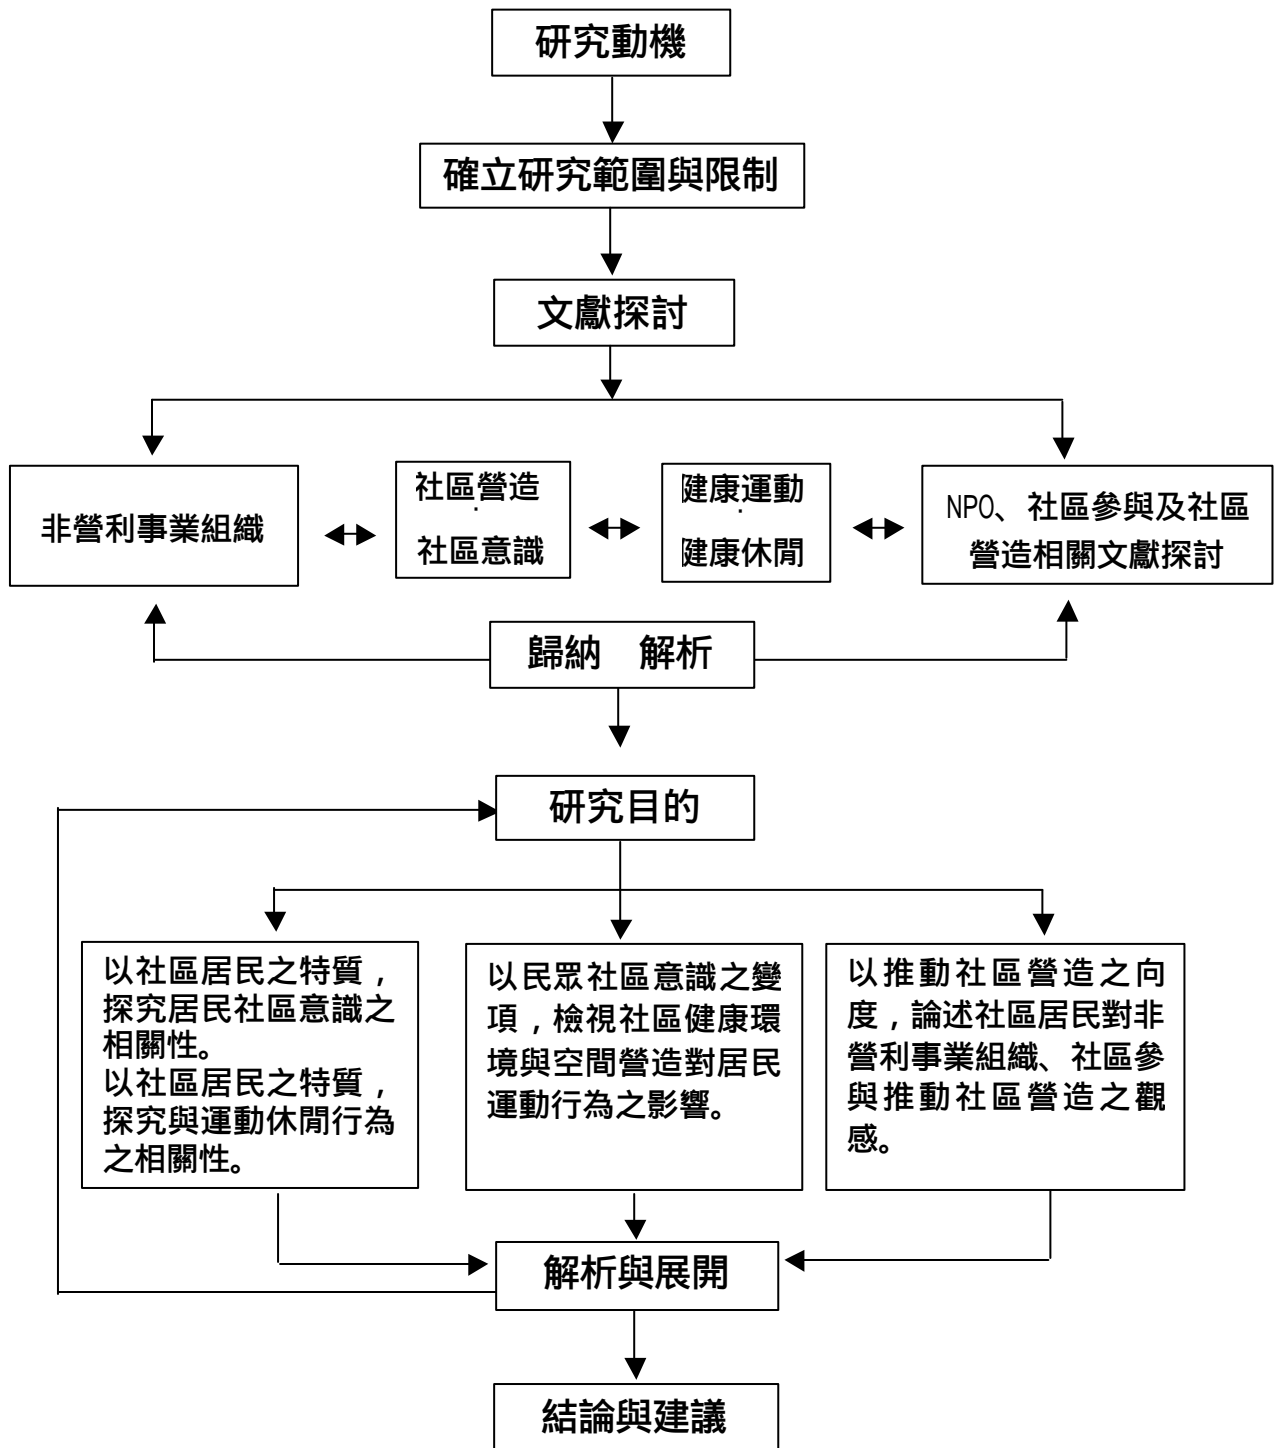 研究動機
確立研究範圍與限制
文獻探討
非營利事業組織
社區營造
·
社區意識
健康運動
·
健康休閒
NPO、社區參與及社區
營造相關文獻探討
歸納　解析
研究目的
以社區居民之特質，
探究居民社區意識之
相關性。
以社區居民之特質，
探究與運動休閒行為
之相關性。
以民眾社區意識之變
項，檢視社區健康環
境與空間營造對居民
運動行為之影響。
以推動社區營造之向
度，論述社區居民對非
營利事業組織、社區參
與推動社區營造之觀
感。
解析與展開
結論與建議